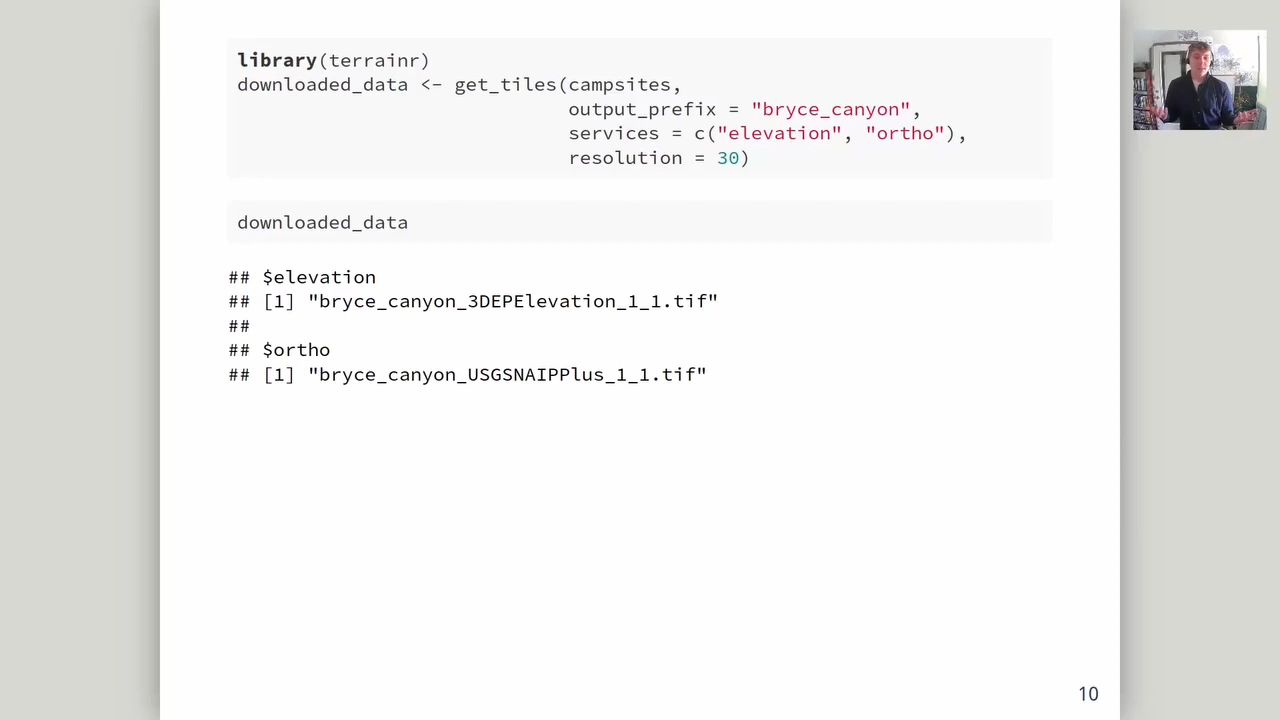 library(terrainr)
downloaded_data <- get_tiles(campsites,
output_prefix = "bryce_canyon",
services = c("elevation", "ortho"),
resolution = 30)
downloaded_data
## $elevation
## [1] "bryce_canyon_3DEPElevation_1_1.tif"
##
## $ortho
## [1] "bryce_canyon_USGSNAIPPlus_1_1.tif"
10